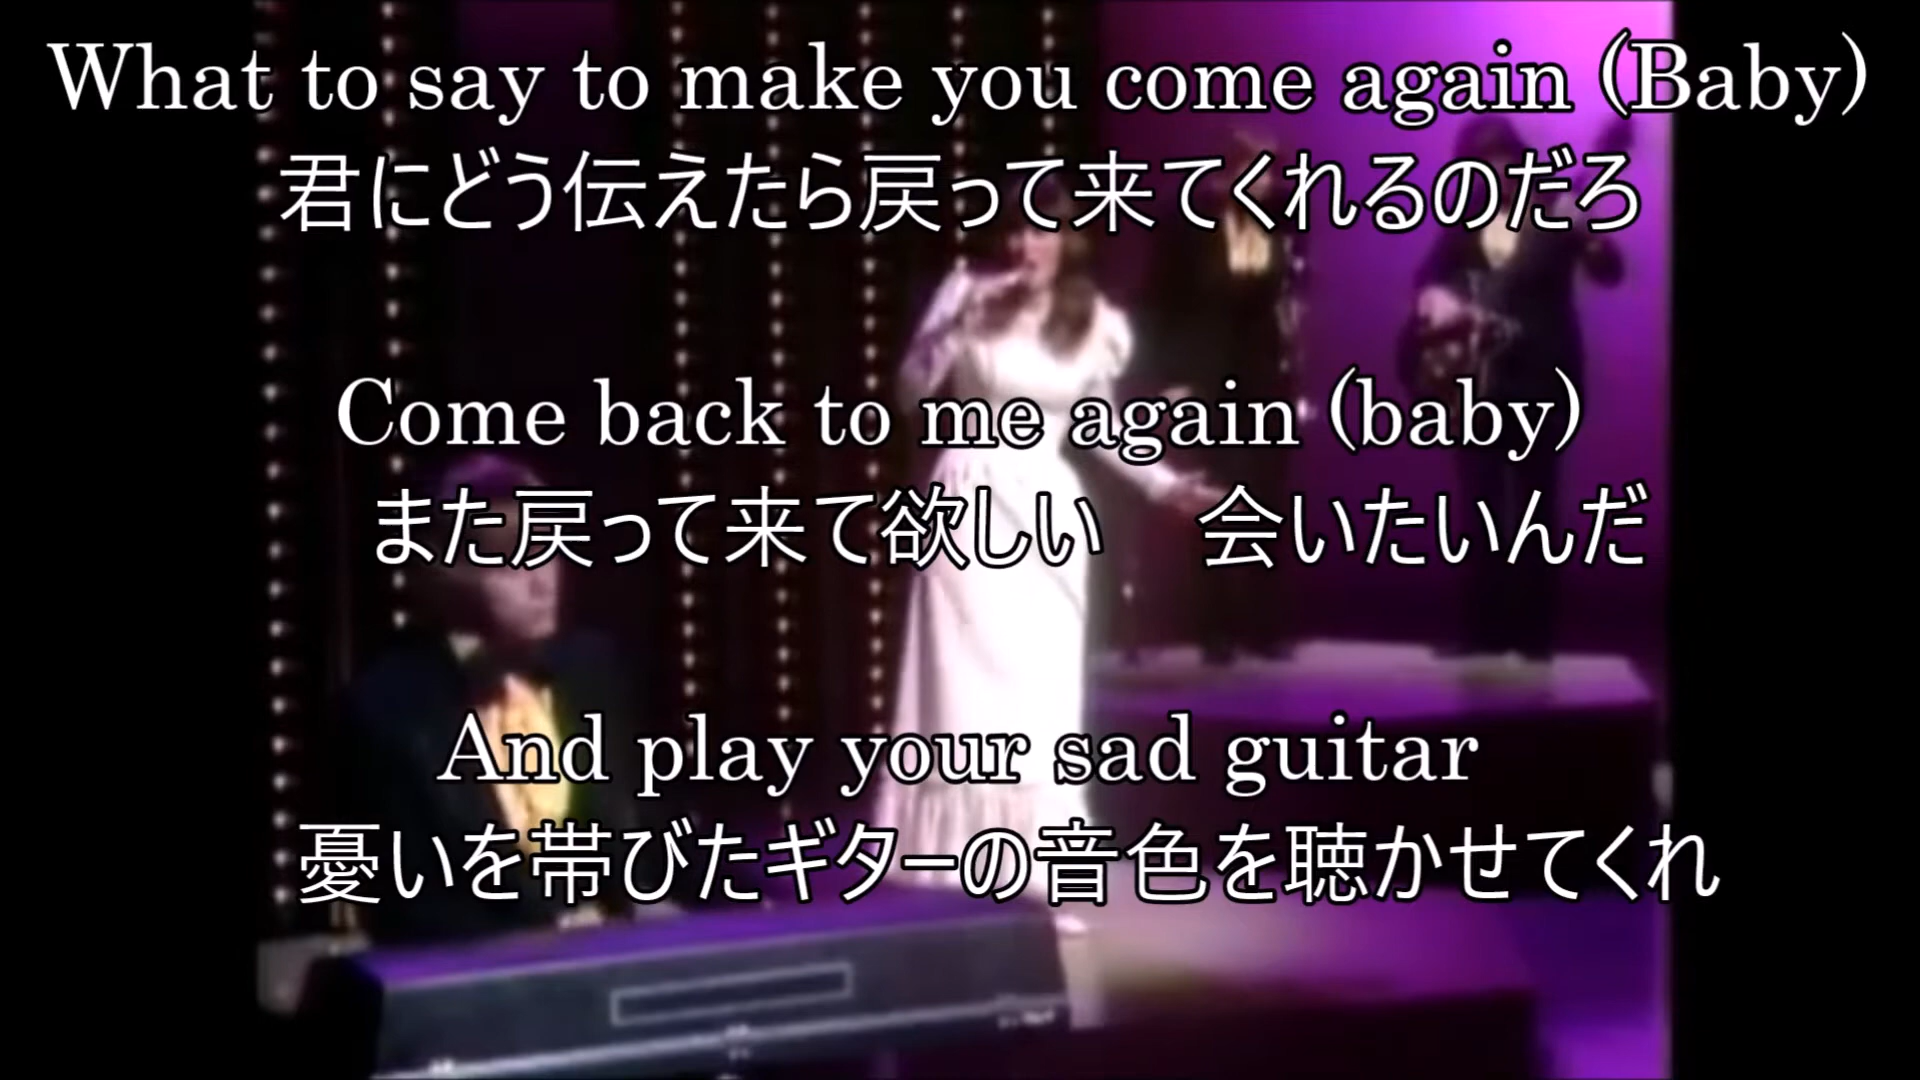 What to say to make you come again (Baby)
君にどう伝えたら戻って来てくれるのだろ
Come back to me again (baby)
また戻って来て欲しい　会いたいんだ
And play your sad guitar
憂いを帯びたギターの音色を聴かせてくれ